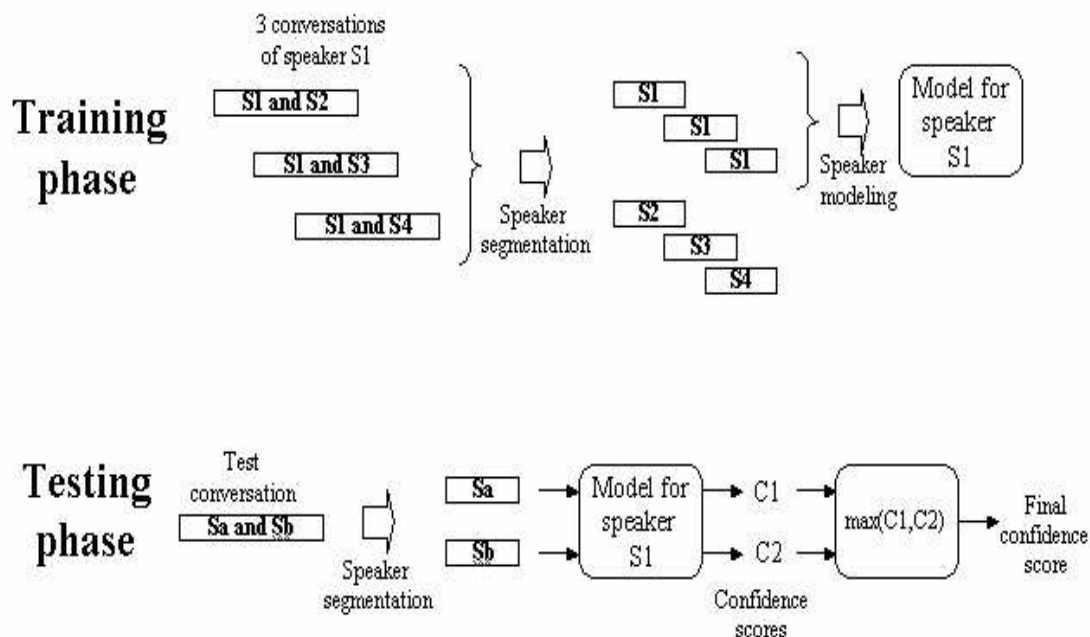 3 conversations
of speaker S1
Training
phase
S1 and S2
S1 and S3
S1 and S4
Speaker
segmentation
S1
S1
S1
S2
S3
S4
Speaker
modeling
Model for
speaker
S1
Testing
phase
Test
conversation
Sa and Sb
Speaker
segmentation
Sa
Sb
Model for
speaker
S1
C1
C2
Confidence
scores
max(C1,C2)
Final
confidence
score